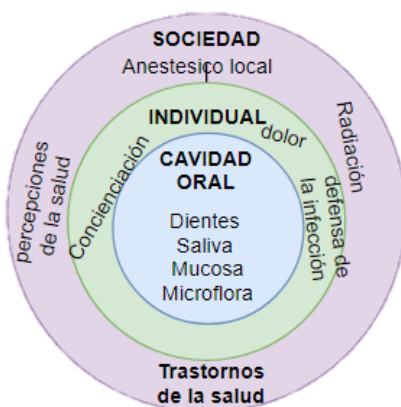 SOCIEDAD
Anestesico local
INDIVIDUAL
dolor
Radiación
percepciones
de la salud
Concienciación
defensa de
la infección
CAVIDAD
ORAL
Dientes
Saliva
Mucosa
Microflora
Trastornos
de la salud